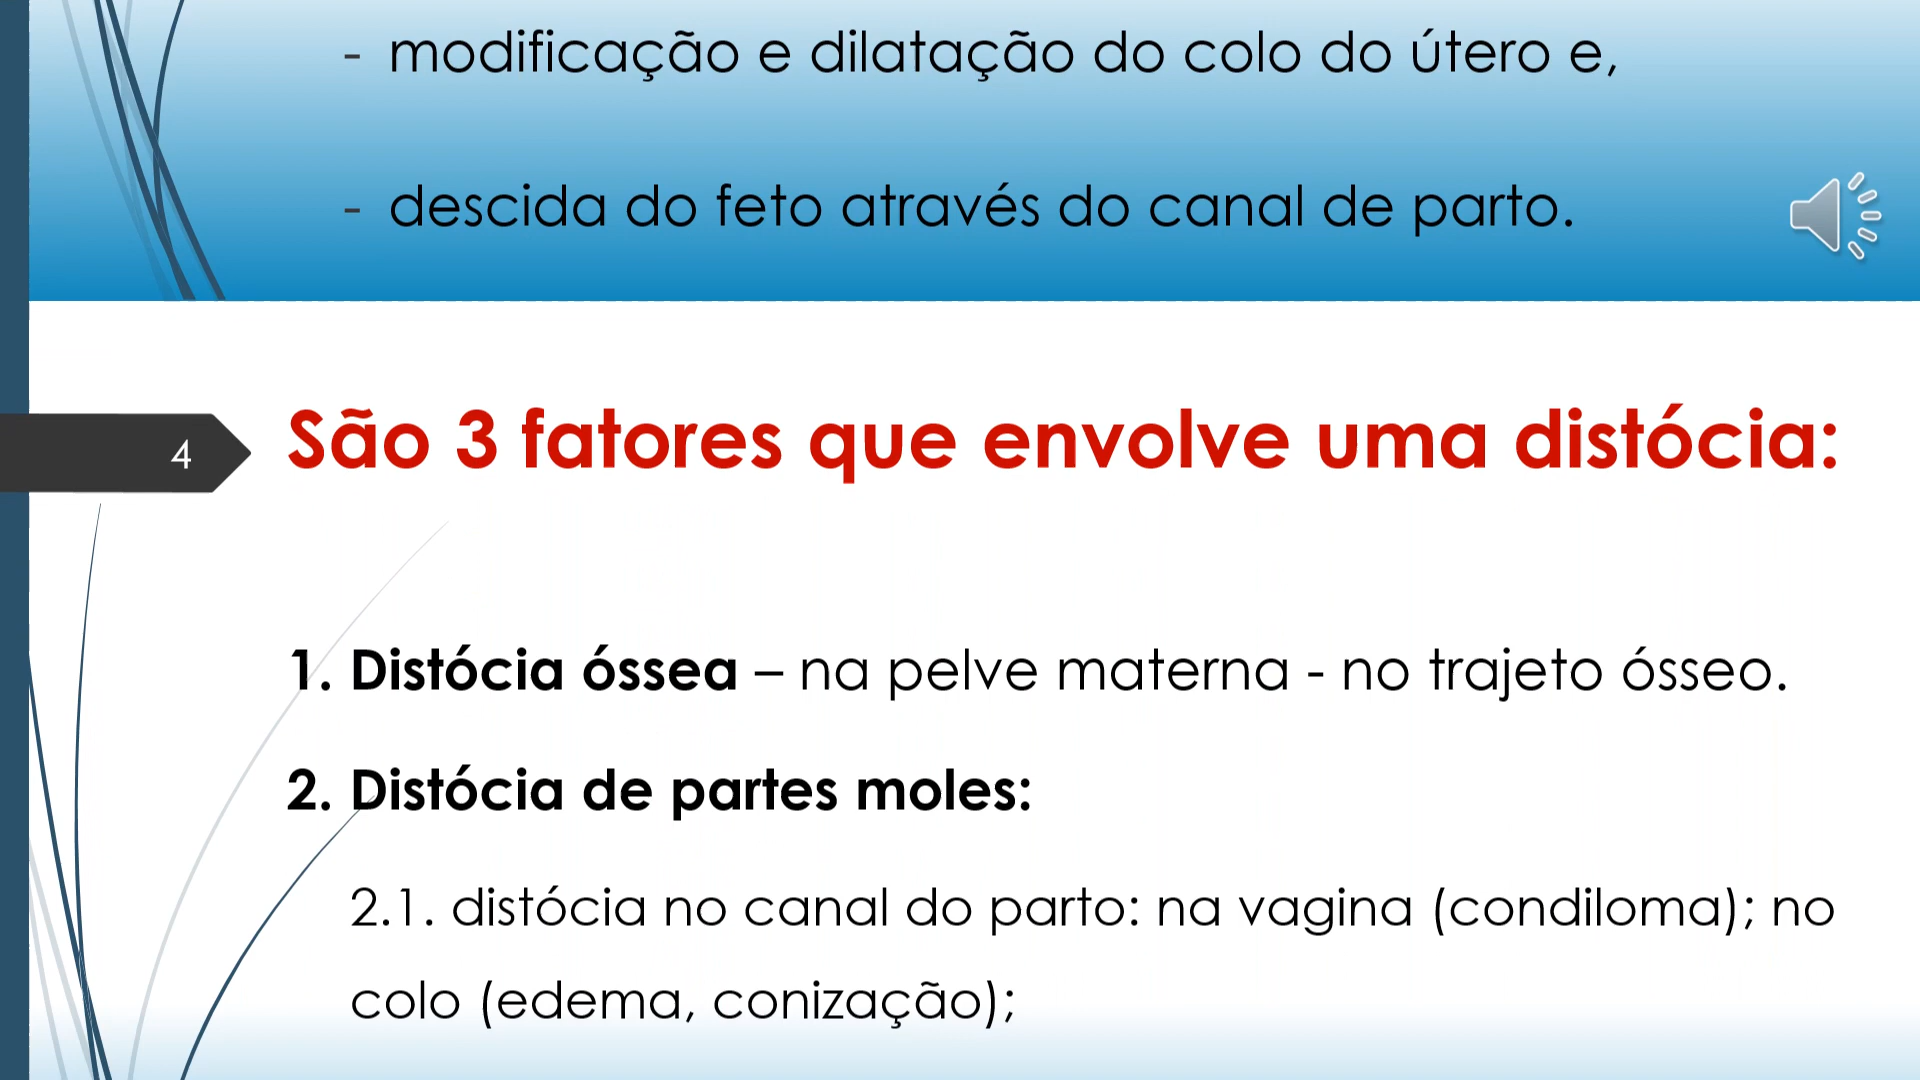 - modificação e dilatação do colo do útero e,
- descida do feto através do canal de parto.
4
São 3 fatores que envolve uma distócia:
1. Distócia óssea – na pelve materna - no trajeto ósseo.
2. Distócia de partes moles:
2.1. distócia no canal do parto: na vagina (condiloma); no
colo (edema, conização);